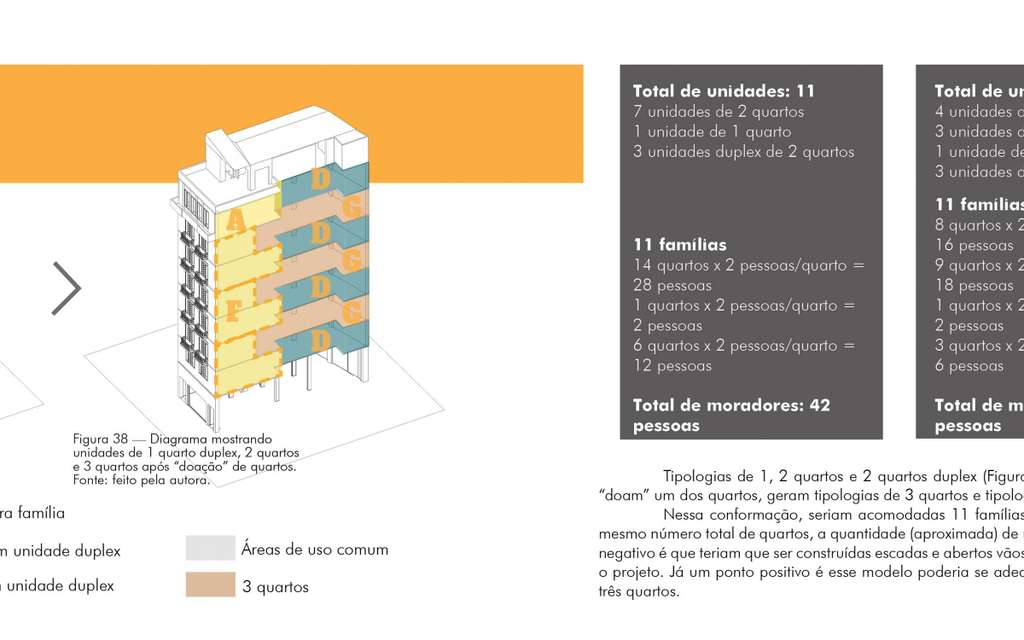 D
G
A
D
G
D
F
G
D
Figura 38 — Diagrama mostrando
unidades de 1 quarto duplex, 2 quartos
e 3 quartos após “doação” de quartos.
Fonte: feito pela autora.
família
unidade duplex
Áreas de uso comum
unidade duplex
3 quartos
Total de unidades: 11
7 unidades de 2 quartos
1 unidade de 1 quarto
3 unidades duplex de 2 quartos
11 famílias
14 quartos x 2 pessoas/quarto =
28 pessoas
1 quartos x 2 pessoas/quarto =
2 pessoas
6 quartos x 2 pessoas/quarto =
12 pessoas
Total de moradores: 42
pessoas
Total de
4 unidades
3 unidades
1 unidade
3 unidades
11 famílias
8 quartos x 2
16 pessoas
9 quartos x 2
18 pessoas
1 quartos x 2
2 pessoas
3 quartos x 2
6 pessoas
Total de
pessoas
Tipologias de 1, 2 quartos e 2 quartos duplex
“doam” um dos quartos, geram tipologias de 3 quartos e
Nessa conformação, seriam acomodadas 11 famílias
mesmo número total de quartos, a quantidade (aproximada) de
negativo é que teriam que ser construídas escadas e abertos vãos
o projeto. Já um ponto positivo é esse modelo poderia se
três quartos.